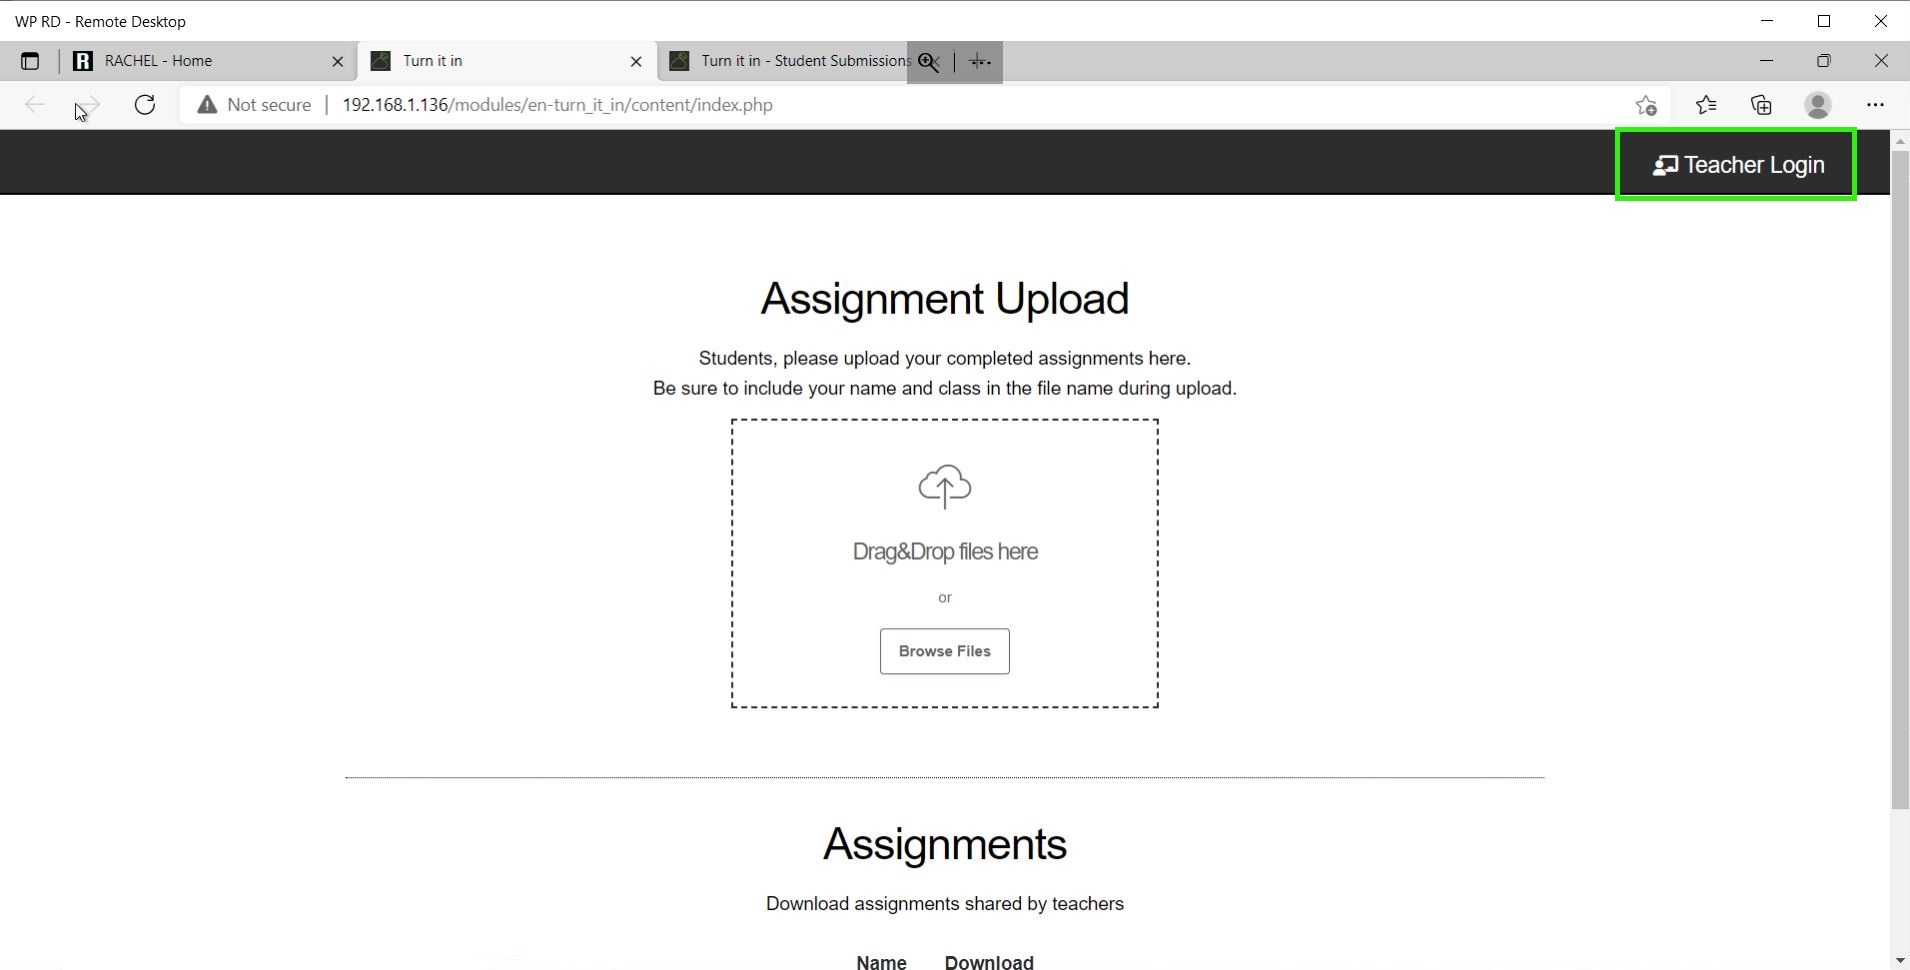 WP RD - Remote Desktop
RACHEL - Home
Turn it in
Turn it in - Student Submissions
Not secure
192.168.1.136/modules/en-turn_it_in/content/index.php
Teacher Login
Assignment Upload
Students, please upload your completed assignments here.
Be sure to include your name and class in the file name during upload.
Drag&Drop files here
or
Browse Files
Assignments
Download assignments shared by teachers
Name Download